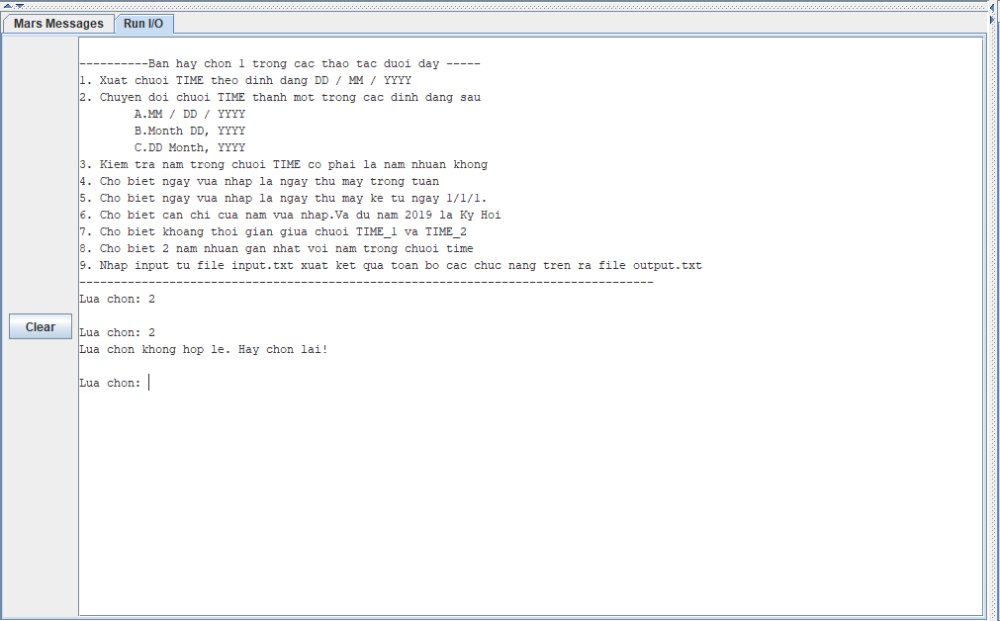 Mars Messages Run I/O
----------Ban hay chon 1 trong cac thao tac duoi day -----
1. Xuat chuoi TIME theo dinh dang DD / MM / YYYY
2. Chuyen doi chuoi TIME thanh mot trong cac dinh dang sau
A.MM / DD / YYYY
B.Month DD, YYYY
C.DD Month, YYYY
3. Kiem tra nam trong chuoi TIME co phai la nam nhuan khong
4. Cho biet ngay vua nhap la ngay thu may trong tuan
5. Cho biet ngay vua nhap la ngay thu may ke tu ngay 1/1/1.
6. Cho biet can chi cua nam vua nhap.Va du nam 2019 la Ky Hoi
7. Cho biet khoang thoi gian giua chuoi TIME_1 va TIME_2
8. Cho biet 2 nam nhuan gan nhat voi nam trong chuoi time
9. Nhap input tu file input.txt xuat ket qua toan bo cac chuc nang tren ra file output.txt
-----------------------------------------------------------------------------------
Lua chon: 2
Lua chon: 2
Lua chon khong hop le. Hay chon lai!
Lua chon:
Clear